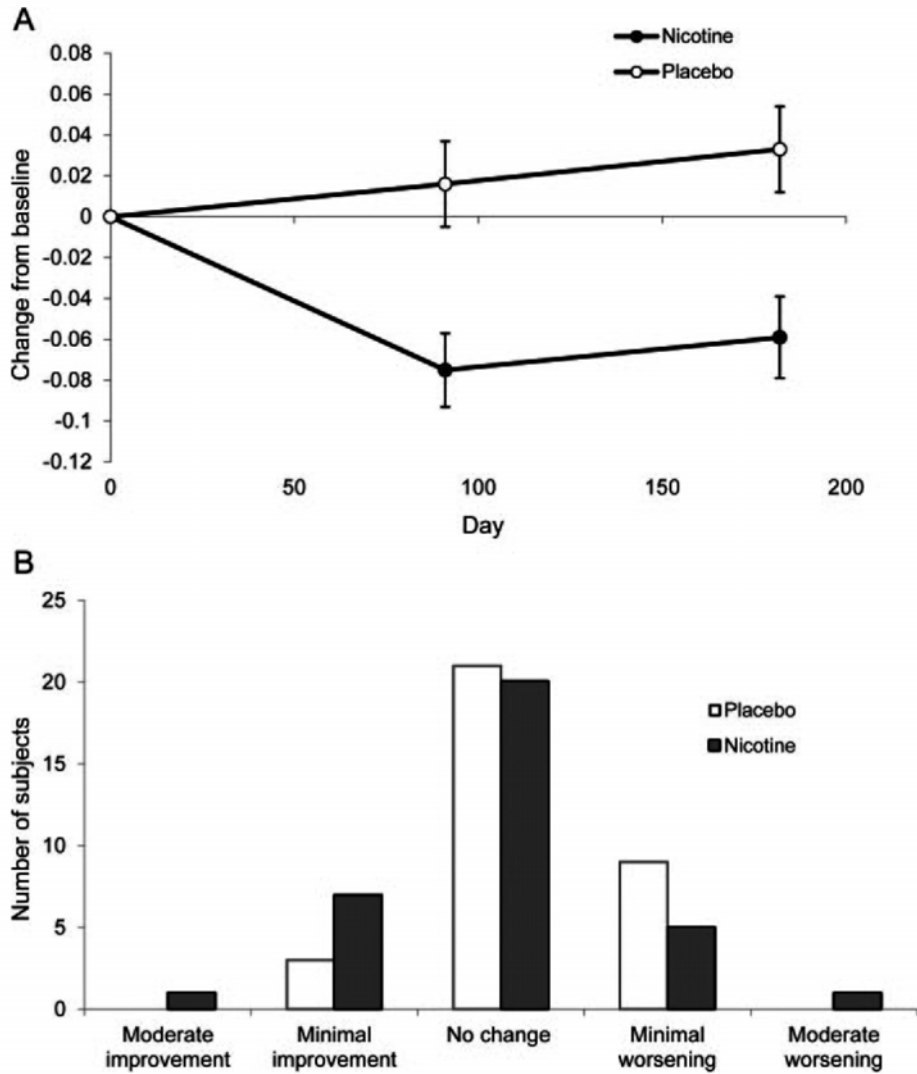 A
Nicotine
Placebo
0.08
0.06
0.04
0.02
0
-0.02
-0.04
-0.06
-0.08
-0.1
-0.12
Change from baseline
0 50 100 150 200
Day
B
25
20
15
10
5
0
Number of subjects
Placebo
Nicotine
Moderate improvement
Minimal improvement
No change
Minimal worsening
Moderate worsening